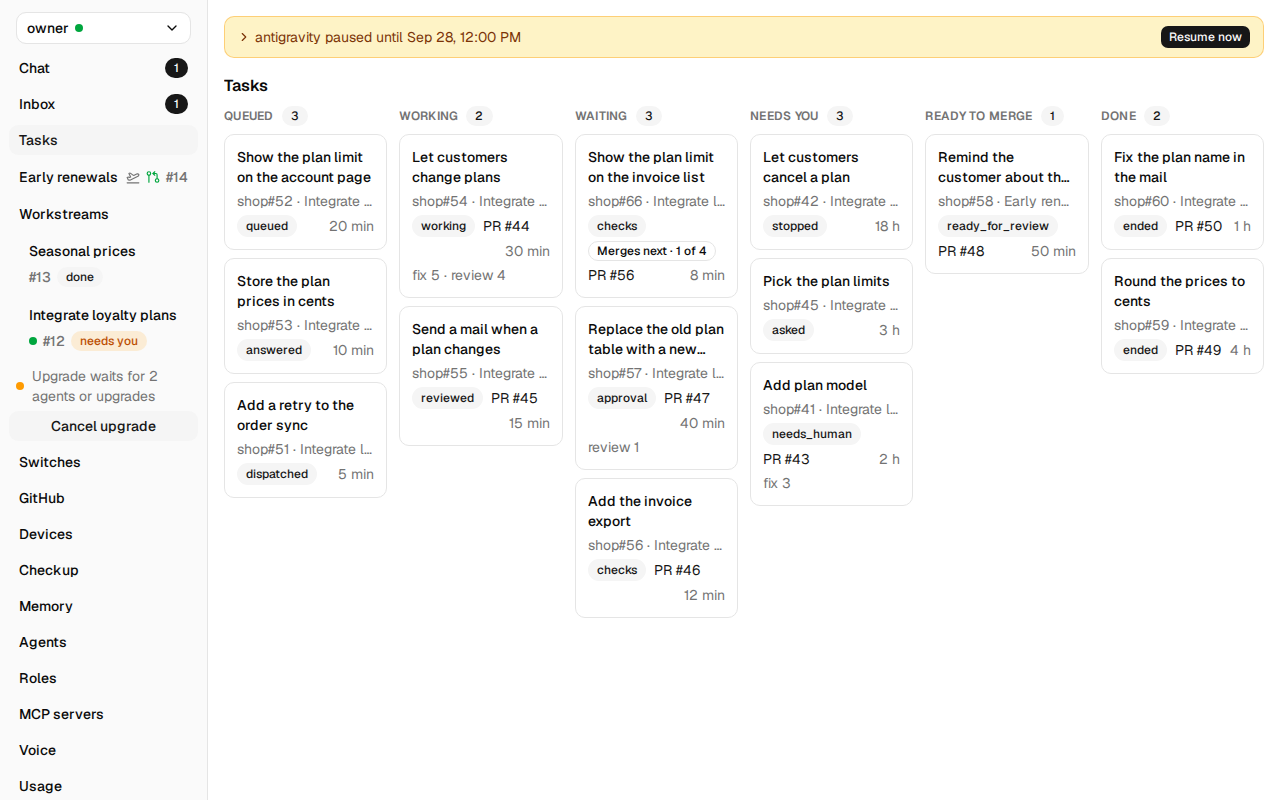 owner
Chat 1
Inbox 1
Tasks
Early renewals #14
Workstreams
Seasonal prices
#13 done
Integrate loyalty plans
#12 needs you
Upgrade waits for 2
agents or upgrades
Cancel upgrade
Switches
GitHub
Devices
Checkup
Memory
Agents
Roles
MCP servers
Voice
Usage
antigravity paused until Sep 28, 12:00 PM
Resume now
Tasks
QUEUED 3
Show the plan limit
on the account page
shop#52 · Integrate ...
queued 20 min
Store the plan
prices in cents
shop#53 · Integrate ...
answered 10 min
Add a retry to the
order sync
shop#51 · Integrate l...
dispatched 5 min
WORKING 2
Let customers
change plans
shop#54 · Integrate ...
working PR #44
30 min
fix 5 · review 4
Send a mail when a
plan changes
shop#55 · Integrate ...
reviewed PR #45
15 min
WAITING 3
Show the plan limit
on the invoice list
shop#66 · Integrate l...
checks
Merges next · 1 of 4
PR #56 8 min
Replace the old plan
table with a new...
shop#57 · Integrate l...
approval PR #47
40 min
review 1
Add the invoice
export
shop#56 · Integrate ...
checks PR #46
12 min
NEEDS YOU 3
Let customers
cancel a plan
shop#42 · Integrate ...
stopped 18 h
Pick the plan limits
shop#45 · Integrate ...
asked 3 h
Add plan model
shop#41 · Integrate l...
needs_human
PR #43 2 h
fix 3
READY TO MERGE 1
Remind the
customer about th...
shop#58 · Early ren...
ready_for_review
PR #48 50 min
DONE 2
Fix the plan name in
the mail
shop#60 · Integrate ...
ended PR #50 1 h
Round the prices to
cents
shop#59 · Integrate ...
ended PR #49 4 h